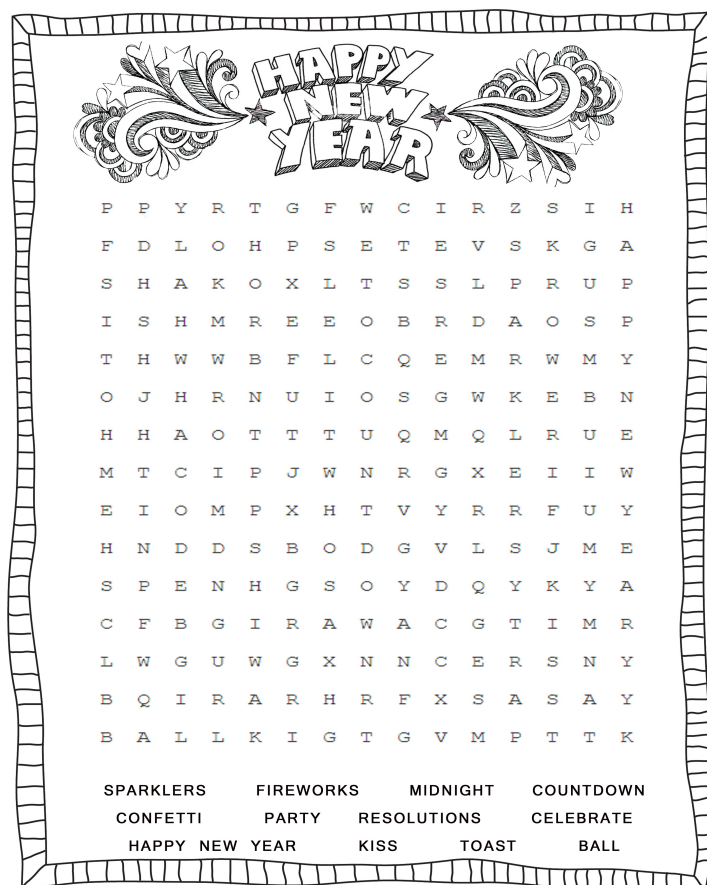 HAPPY
NEW
YEAR
P P Y R T G F W C I R Z S I H
F D L O H P S E T E V S K G A
S H A K O X L T S S L P R U P
I S H M R E E O B R D A O S P
T H W W B F L C Q E M R W M Y
O J H R N U I O S G W K E B N
H H A O T T T U Q M Q L R U E
M T C I P J W N R G X E I I W
E I O M P X H T V Y R R F U Y
H N D D S B O D G V L S J M E
S P E N H G S O Y D Q Y K Y A
C F B G I R A W A C G T I M R
L W G U W G X N N C E R S N Y
B Q I R A R H R F X S A S A Y
B A L L K I G T G V M P T T K
SPARKLERS FIREWORKS MIDNIGHT COUNTDOWN
CONFETTI PARTY RESOLUTIONS CELEBRATE
HAPPY NEW YEAR KISS TOAST BALL